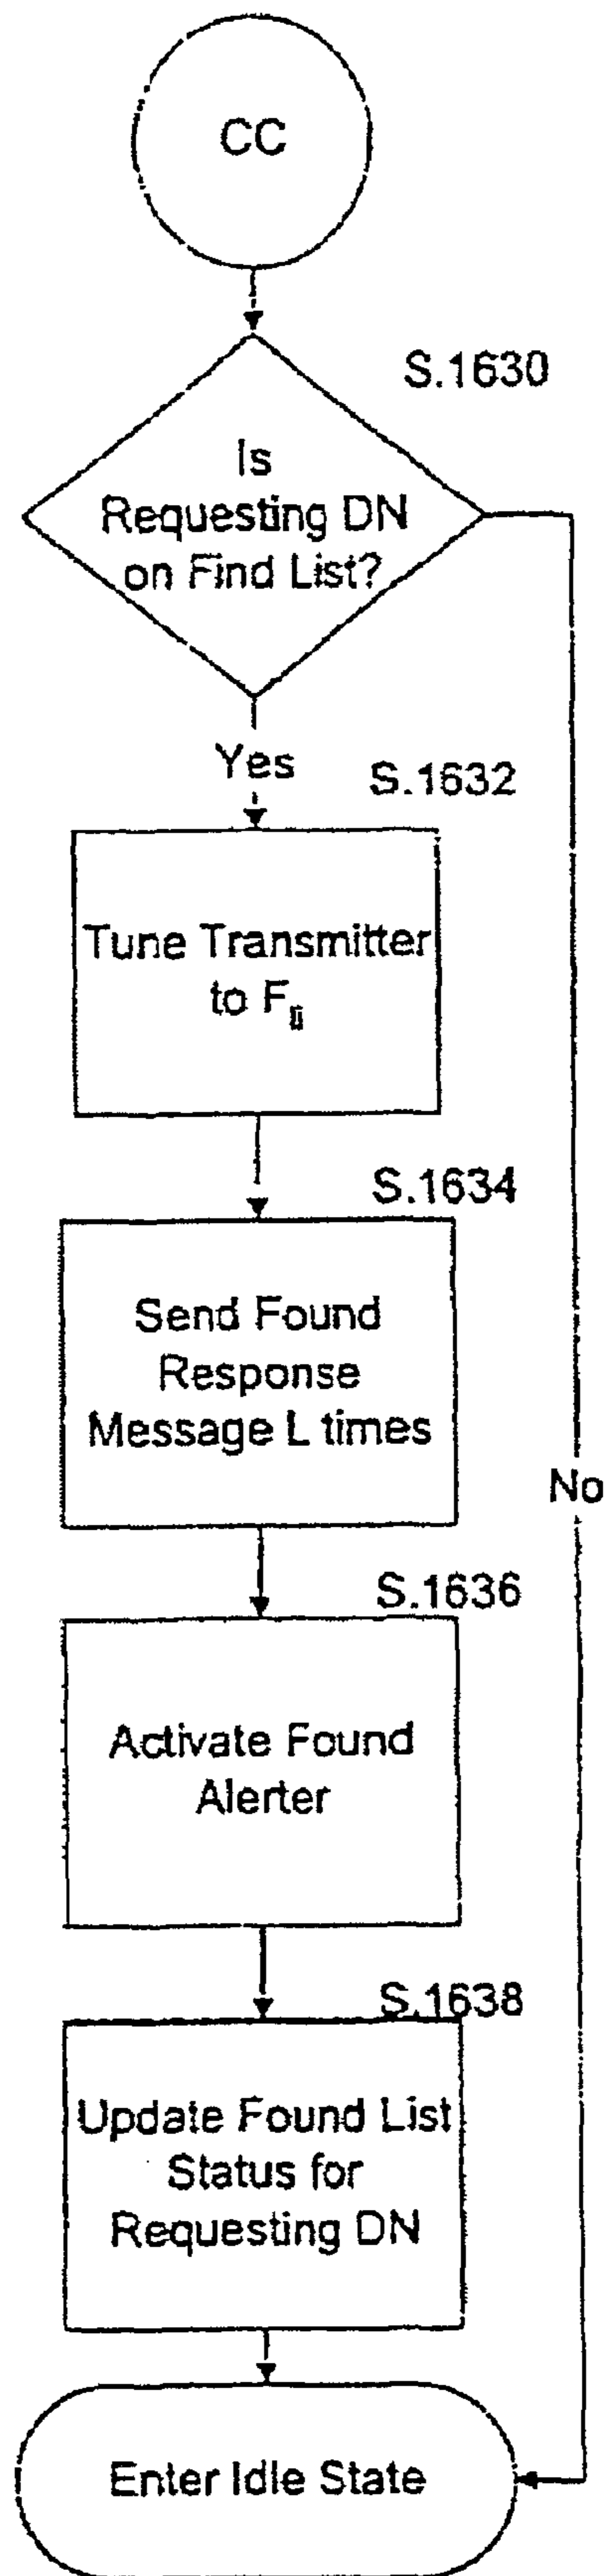 CC
S.1630
Is
Requesting DN
on Find List?
Yes
S.1632
Tune Transmitter
to F
S.1634
Send Found
Response
Message L times
No
S.1636
Activate Found
Alerter
S.1638
Update Found List
Status for
Requesting DN
Enter Idle State